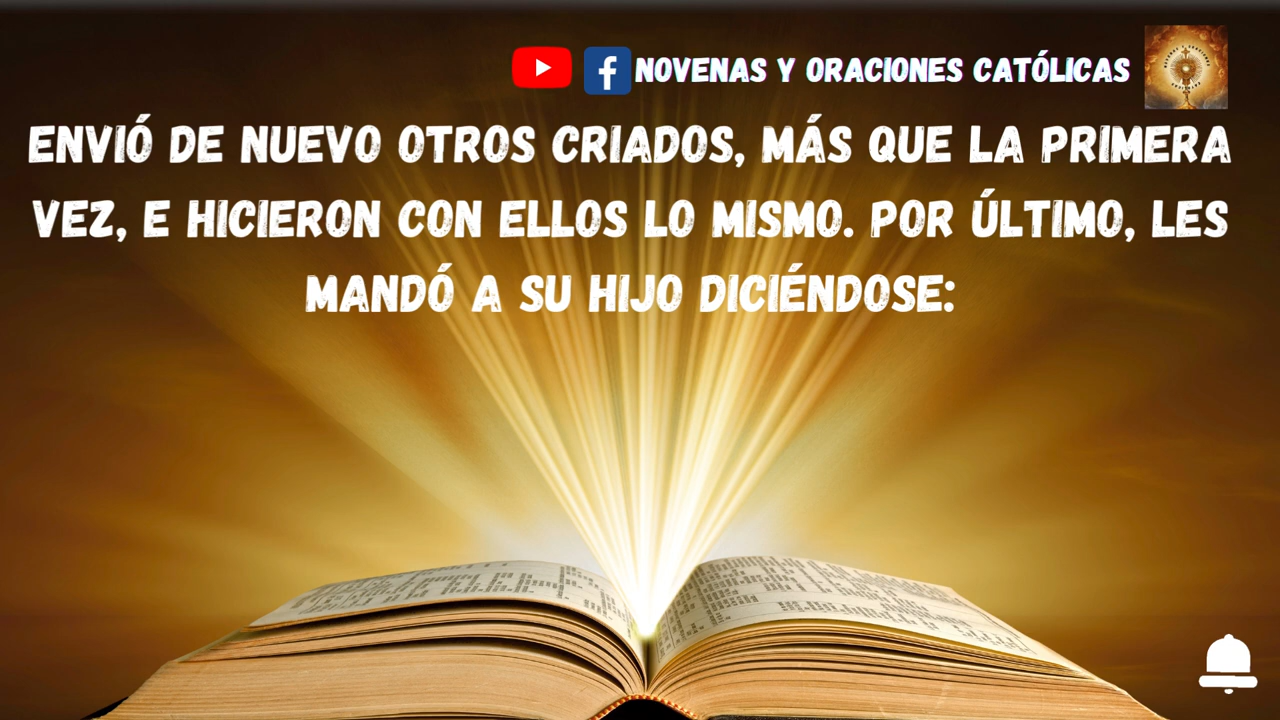 NOVENAS Y ORACIONES CATÓLICAS
ENVIÓ DE NUEVO OTROS CRIADOS, MÁS QUE LA PRIMERA
VEZ, E HICIERON CON ELLOS LO MISMO. POR ÚLTIMO, LES
MANDÓ A SU HIJO DICIÉNDOSE: